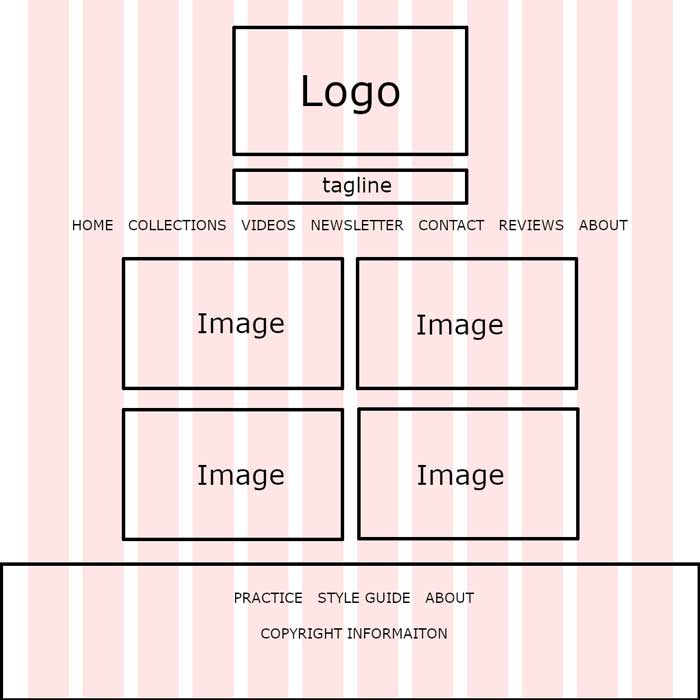 Logo
tagline
HOME COLLECTIONS VIDEOS NEWSLETTER CONTACT REVIEWS ABOUT
Image Image
Image Image
PRACTICE STYLE GUIDE ABOUT
COPYRIGHT INFORMAITON